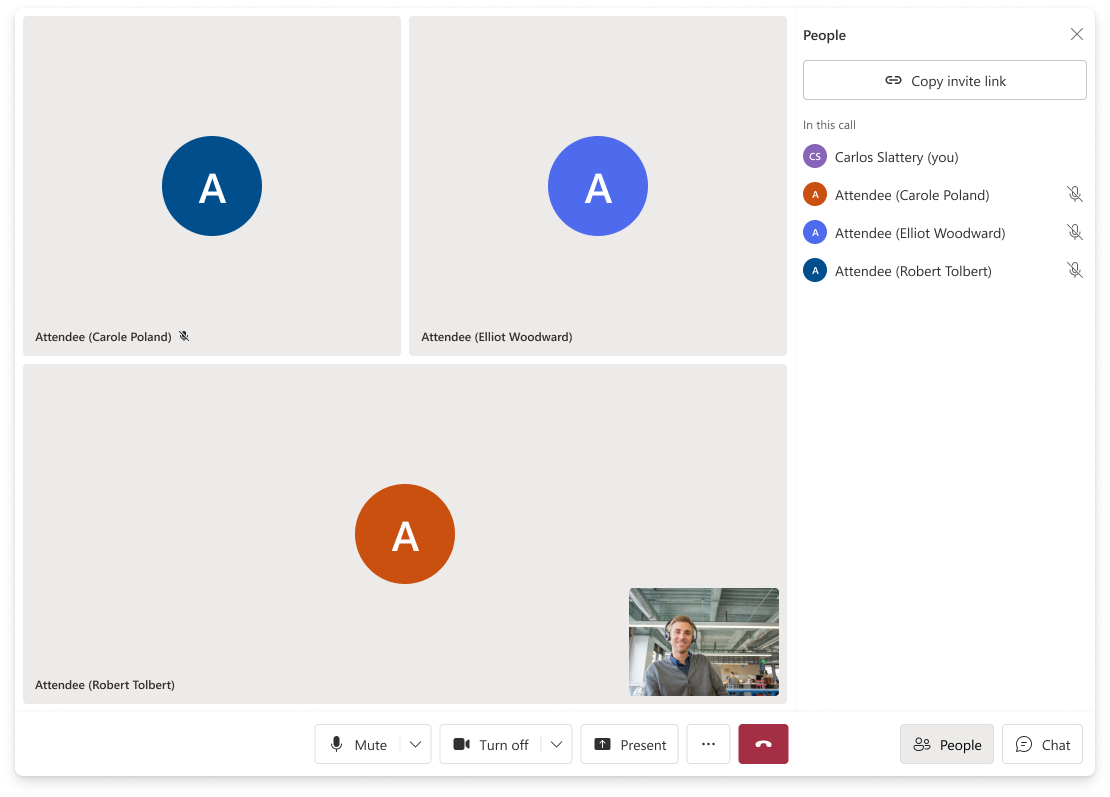 A
Attendee (Carole Poland)
A
Attendee (Elliot Woodward)
A
Attendee (Robert Tolbert)
People
Copy invite link
In this call
CS Carlos Slattery (you)
A Attendee (Carole Poland)
A Attendee (Elliot Woodward)
A Attendee (Robert Tolbert)
Mute Turn off Present ... People Chat